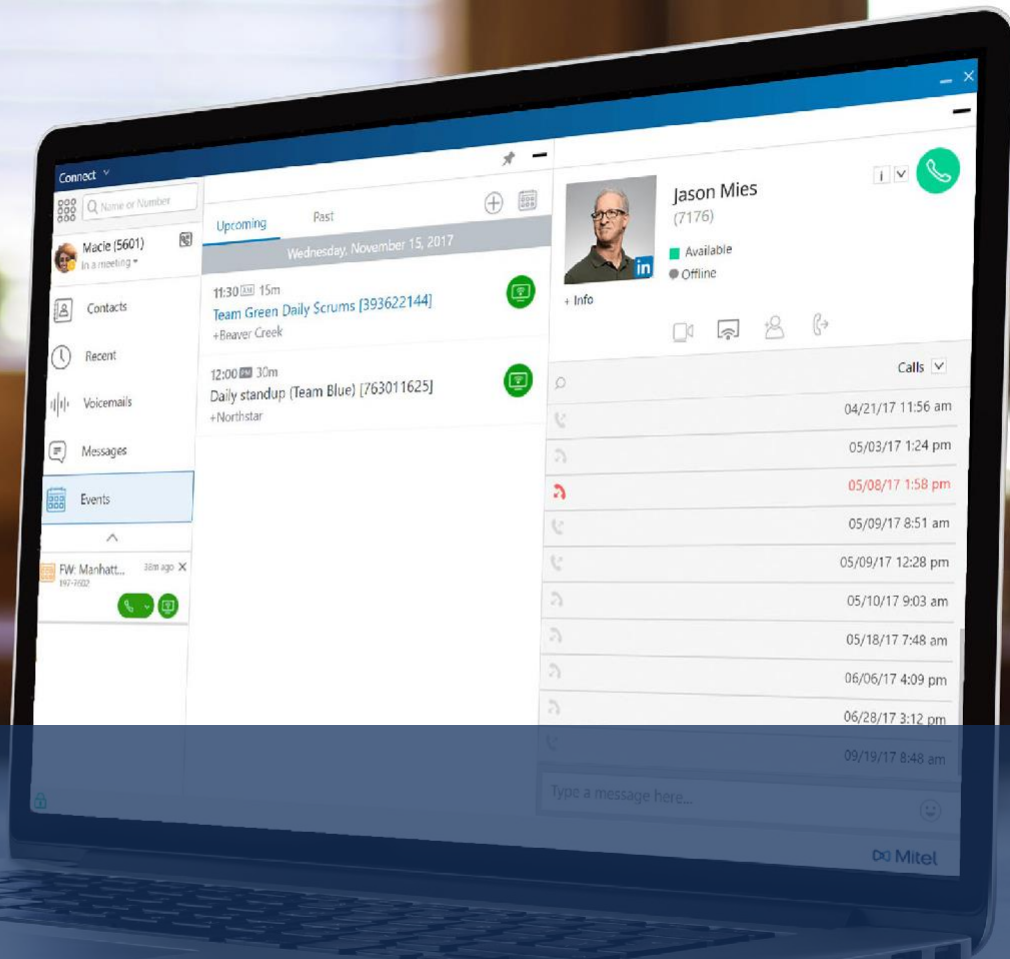 Connect
Name or Number
Macie (5601)
In a meeting
Contacts
Recent
Voicemails
Messages
Events
FW: Manhatt...
38m ago
197-7602
Upcoming
Past
Wednesday, November 15, 2017
11:30 AM 15m
Team Green Daily Scrums [393622144]
+Beaver Creek
12:00 PM 30m
Daily standup (Team Blue) [763011625]
+Northstar
Jason Mies
(7176)
i
Available
Offline
in
+ Info
Calls
04/21/17 11:56 am
05/03/17 1:24 pm
05/08/17 1:58 pm
05/09/17 8:51 am
05/09/17 12:28 pm
05/10/17 9:03 am
05/18/17 7:48 am
06/06/17 4:09 pm
06/28/17 3:12 pm
09/19/17 8:48 am
Type a message here...
Mitel